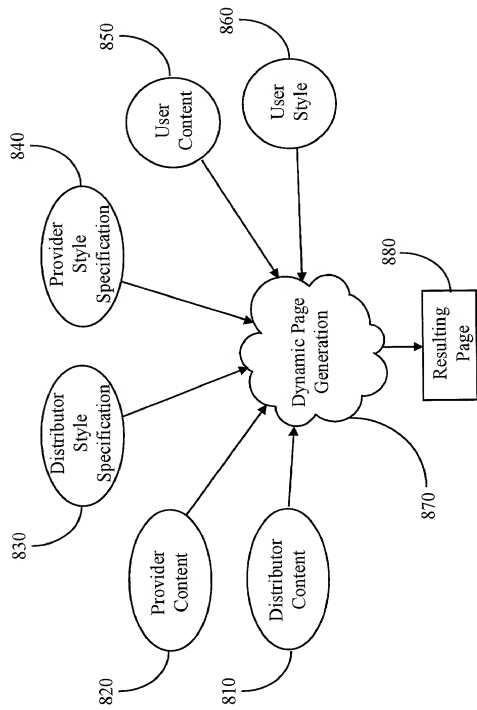 840
Provider
Style
Specification
850
User
Content
860
User
Style
830
Distributor
Style
Specification
820
Provider
Content
810
Distributor
Content
Dynamic Page
Generation
870
880
Resulting
Page